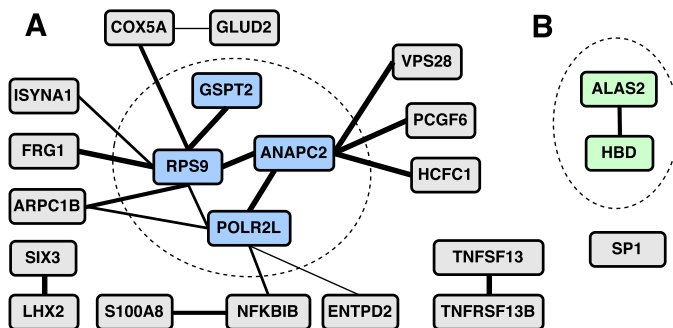 A
COX5A
GLUD2
B
VPS28
ISYNA1
GSPT2
ALAS2
PCGF6
FRG1
RPS9
ANAPC2
HBD
HCFC1
ARPC1B
POLR2L
SIX3
TNFSF13
SP1
LHX2
S100A8
NFKBIB
ENTPD2
TNFRSF13B